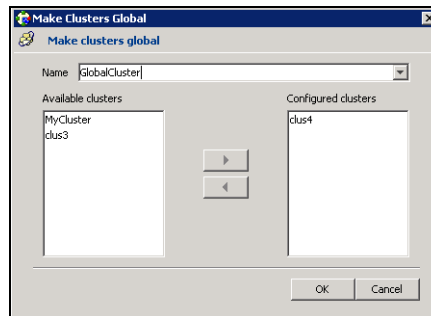 Make Clusters Global
Make clusters global
Name GlobalCluster
Available clusters Configured clusters
MyCluster clus4
clus3
OK Cancel